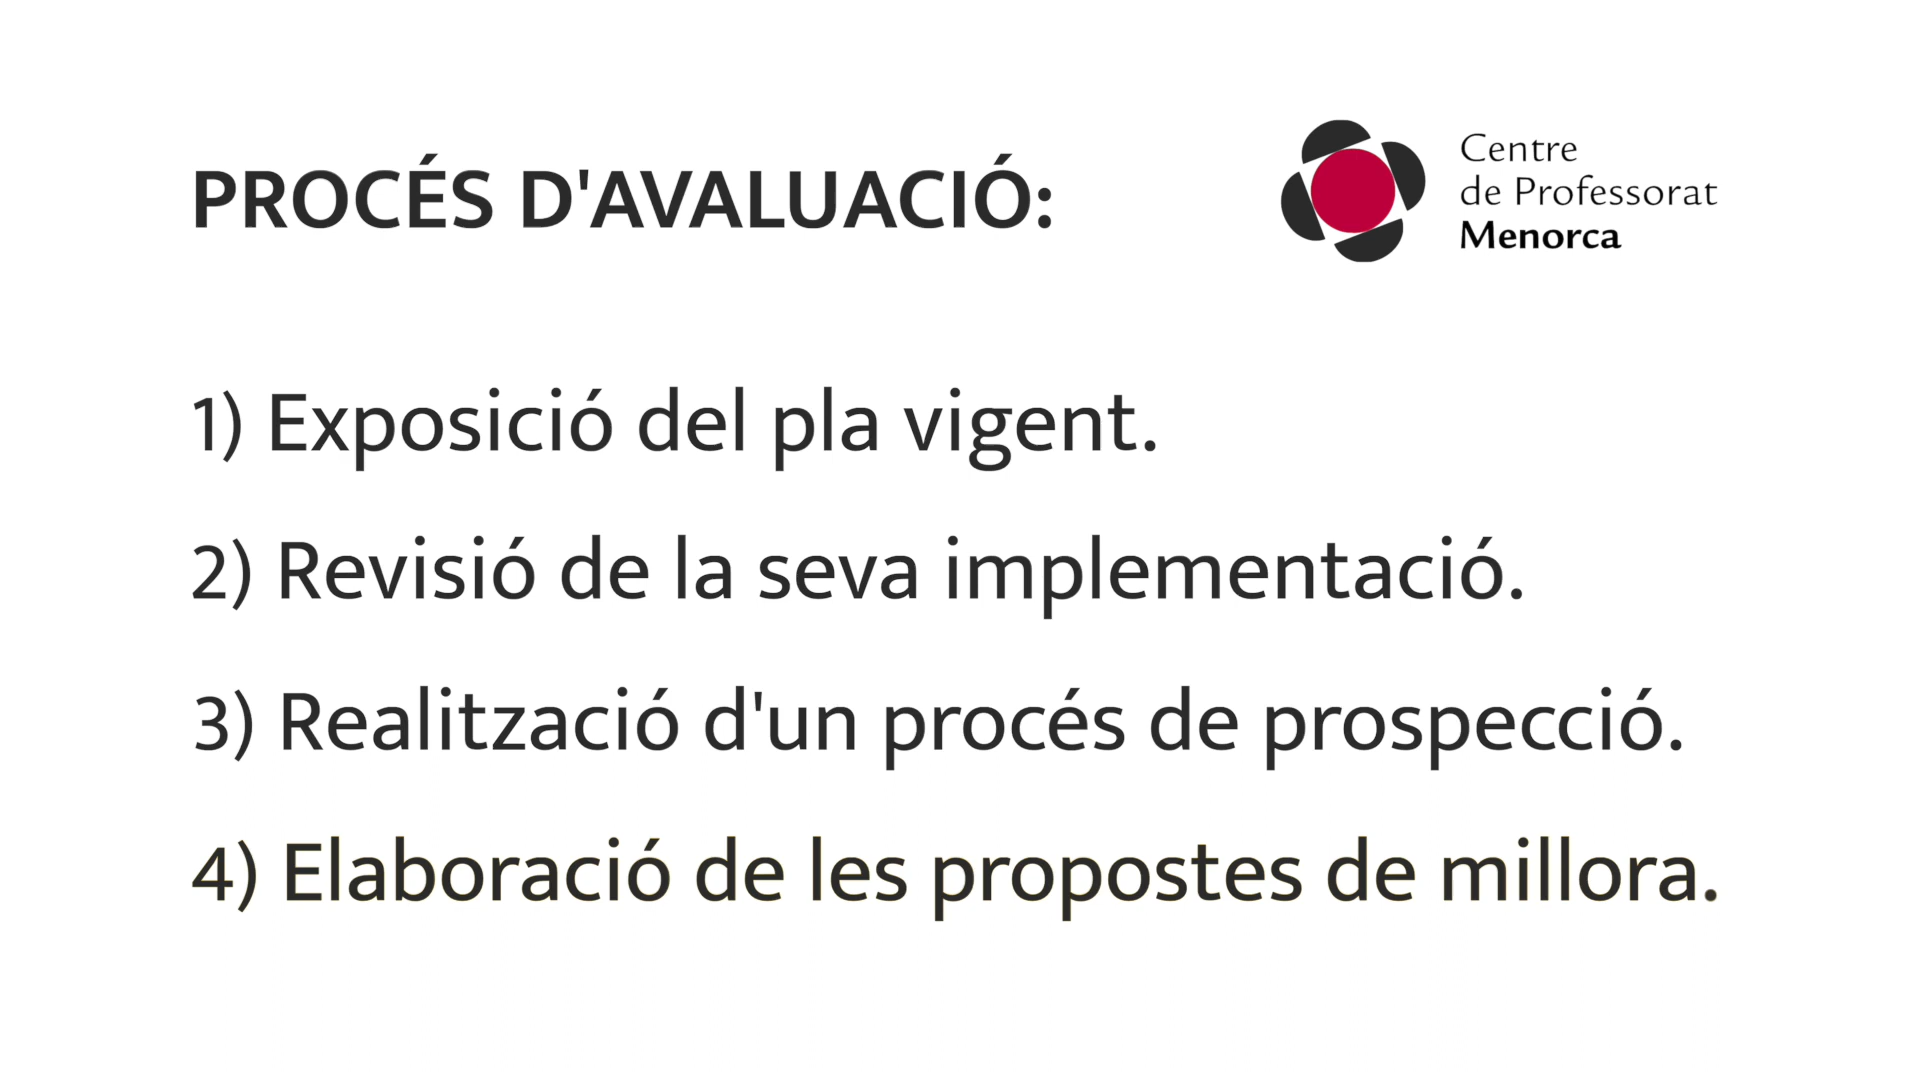 PROCÉS D'AVALUACIÓ:
Centre
de Professorat
Menorca
1) Exposició del pla vigent.
2) Revisió de la seva implementació.
3) Realització d'un procés de prospecció.
4) Elaboració de les propostes de millora.